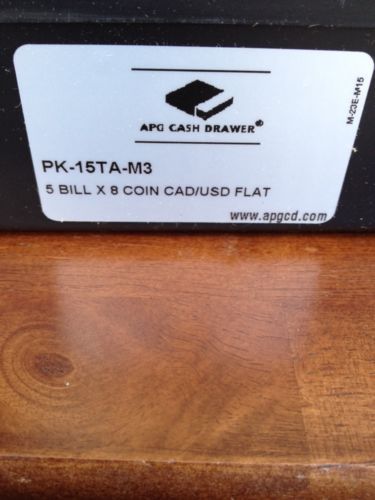 APG CASH DRAWER®
PK-15TA-M3
5 BILL X 8 COIN CAD/USD FLAT
www.apgcd.com
M-23E-M15